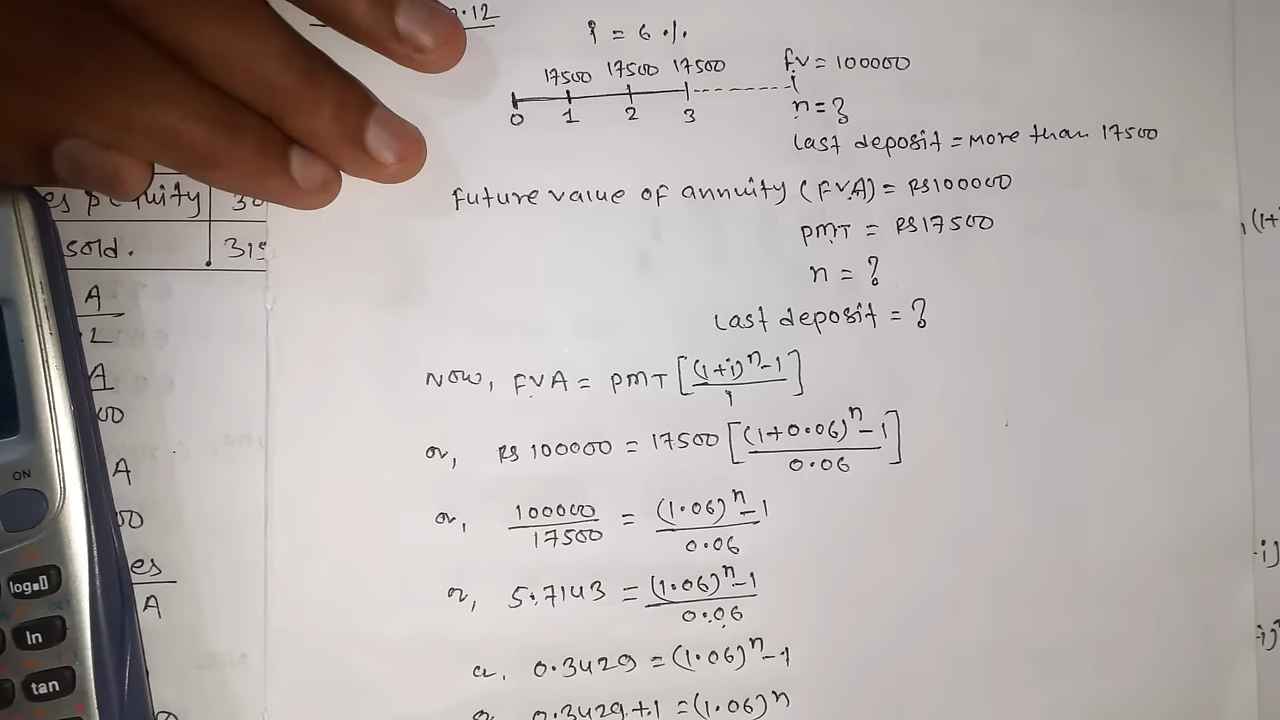 .12
i = 6 %
17500 17500 17500
0 1 2 3
FV = 100000
n = ?
Last deposit = more than 17500
Future value of annuity (FVA) = RS 100000
PMT = RS 17500
n = ?
Last deposit = ?
Now, FVA = PMT [(1+i)^n - 1 / i]
or, RS 100000 = 17500 [(1+0.06)^n - 1 / 0.06]
or, 100000 / 17500 = (1.06)^n - 1 / 0.06
or, 5.7143 = (1.06)^n - 1 / 0.06
or, 0.3429 = (1.06)^n - 1
or, 0.3429 + 1 = (1.06)^n
sold.
A
A
A
A
es
ON
ln
tan